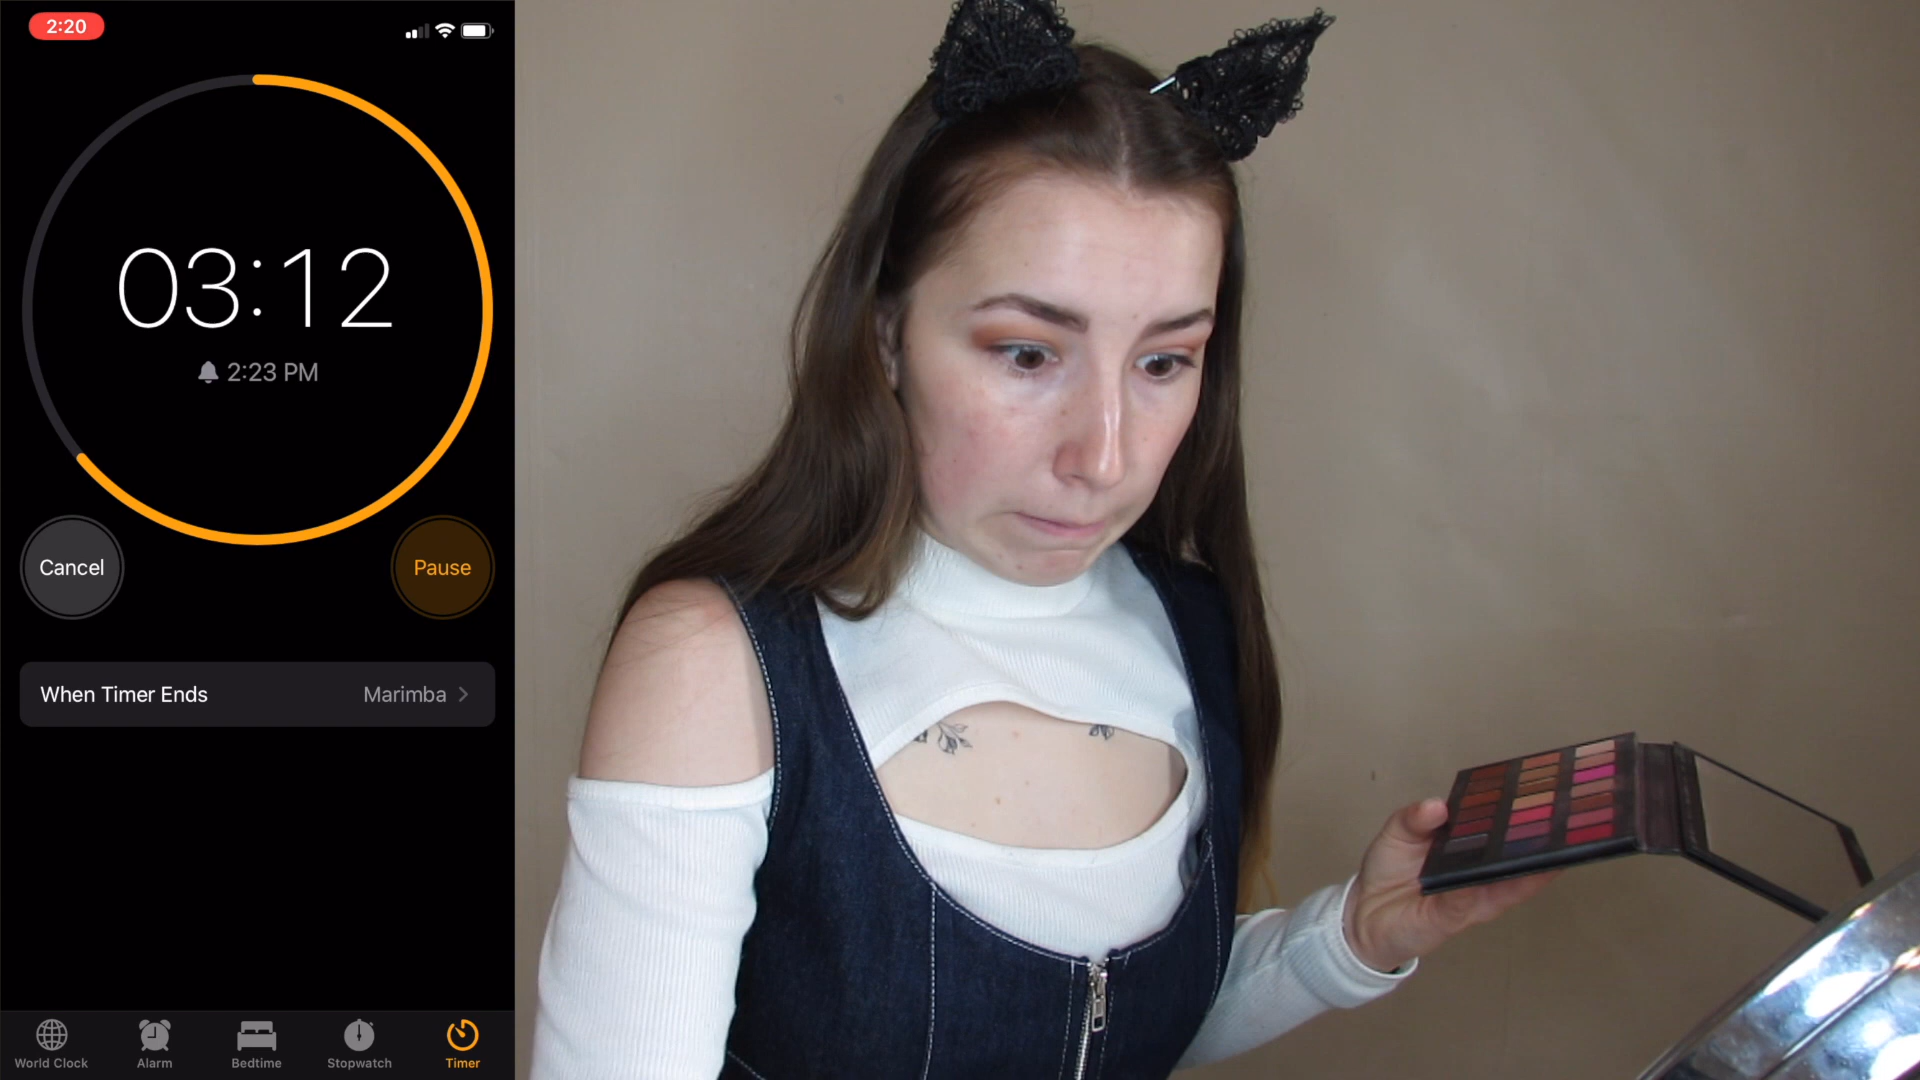 2:20
03:12
2:23 PM
Cancel
Pause
When Timer Ends
Marimba
World Clock
Alarm
Bedtime
Stopwatch
Timer